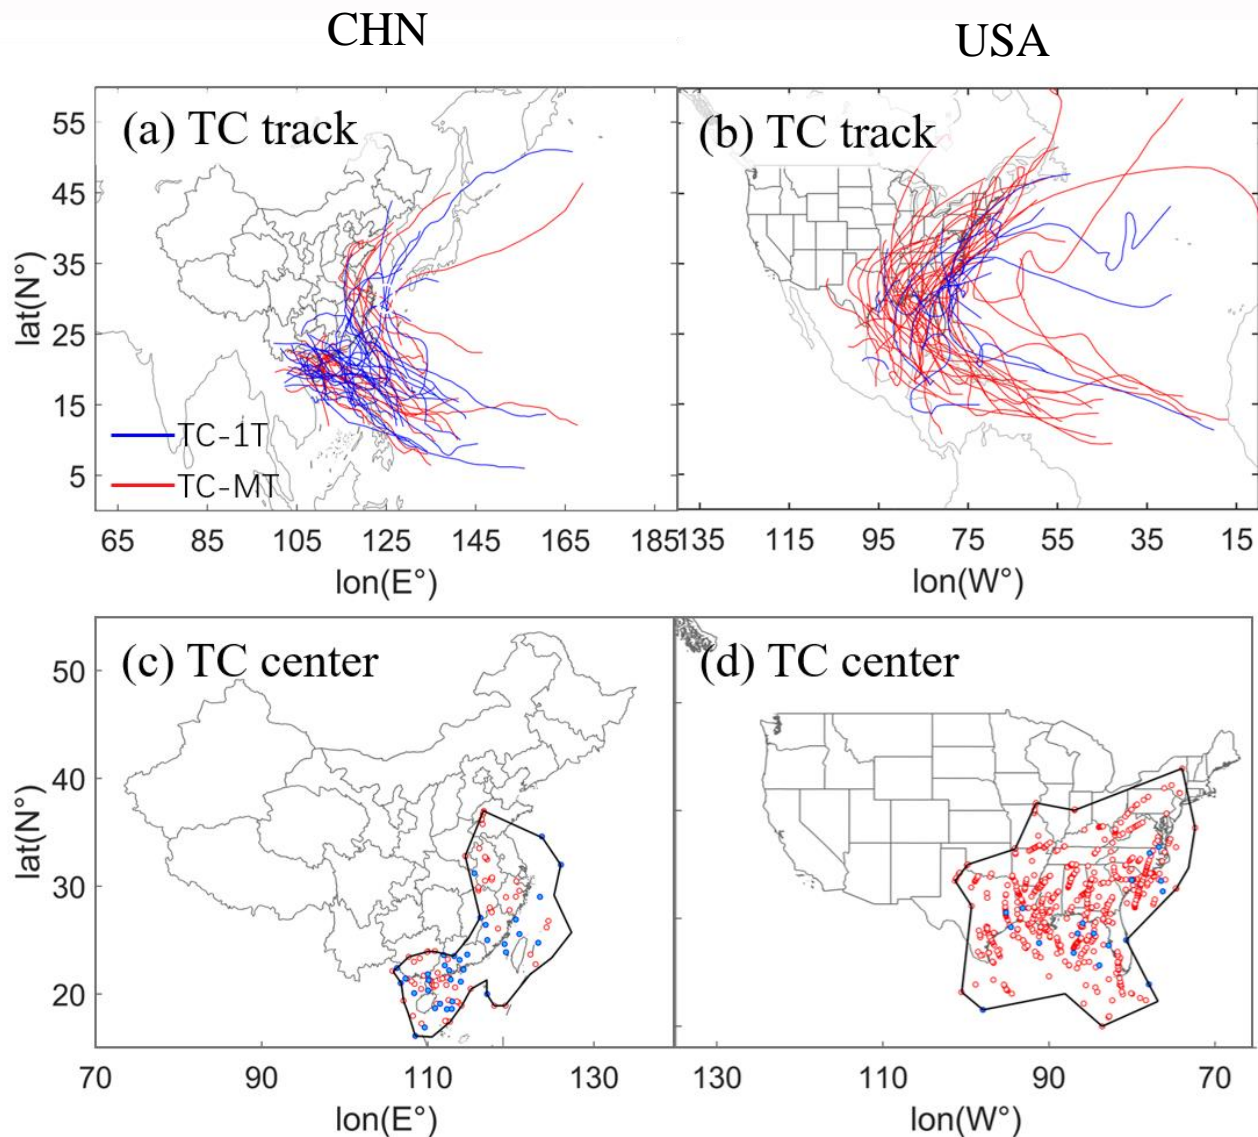 CHN
USA
(a) TC track
(b) TC track
55
45
35
25
15
5
lat(N°)
TC-1T
TC-MT
65 85 105 125 145 165 185
135 115 95 75 55 35 15
lon(E°)
lon(W°)
(c) TC center
(d) TC center
50
40
30
20
lat(N°)
70 90 110 130
130 110 90 70
lon(E°)
lon(W°)